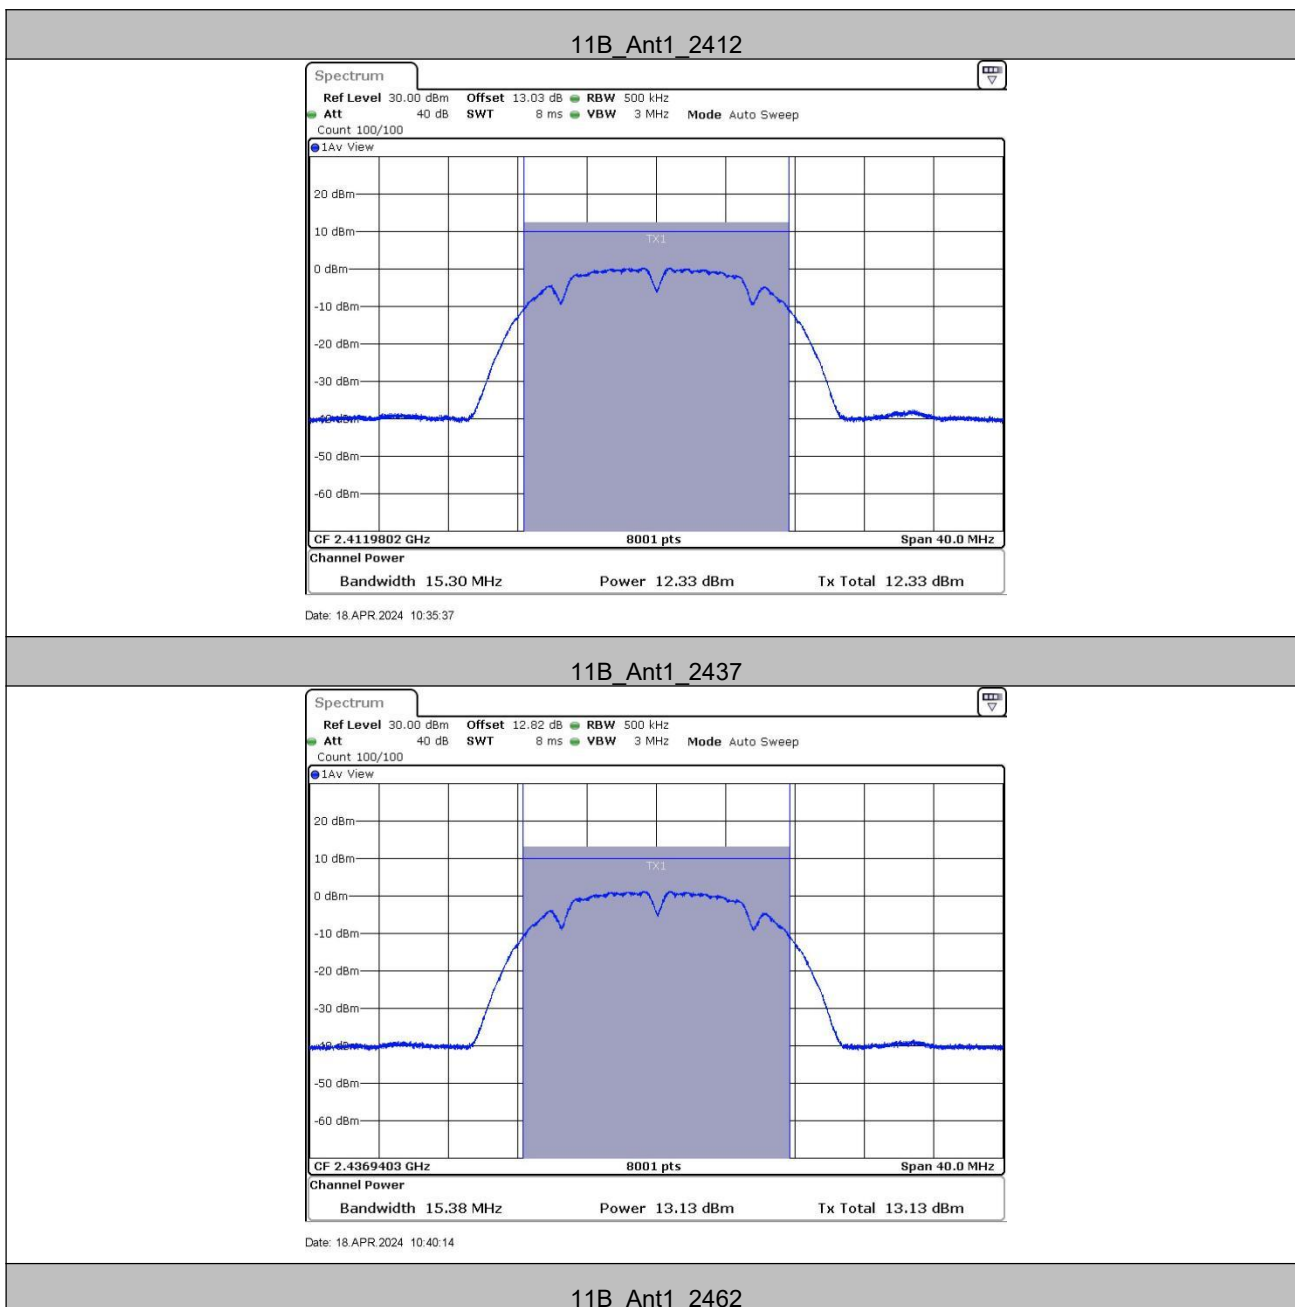 11B_Ant1_2412
Spectrum
Ref Level 30.00 dBm Offset 13.03 dB RBW 500 kHz
Att 40 dB SWT 8 ms VBW 3 MHz Mode Auto Sweep
Count 100/100
1Av View
20 dBm
10 dBm
TX1
0 dBm
-10 dBm
-20 dBm
-30 dBm
-40 dBm
-50 dBm
-60 dBm
CF 2.4119802 GHz 8001 pts Span 40.0 MHz
Channel Power
Bandwidth 15.30 MHz Power 12.33 dBm Tx Total 12.33 dBm
Date: 18.APR.2024 10:35:37
11B_Ant1_2437
Spectrum
Ref Level 30.00 dBm Offset 12.82 dB RBW 500 kHz
Att 40 dB SWT 8 ms VBW 3 MHz Mode Auto Sweep
Count 100/100
1Av View
20 dBm
10 dBm
TX1
0 dBm
-10 dBm
-20 dBm
-30 dBm
-40 dBm
-50 dBm
-60 dBm
CF 2.4369403 GHz 8001 pts Span 40.0 MHz
Channel Power
Bandwidth 15.38 MHz Power 13.13 dBm Tx Total 13.13 dBm
Date: 18.APR.2024 10:40:14
11B_Ant1_2462